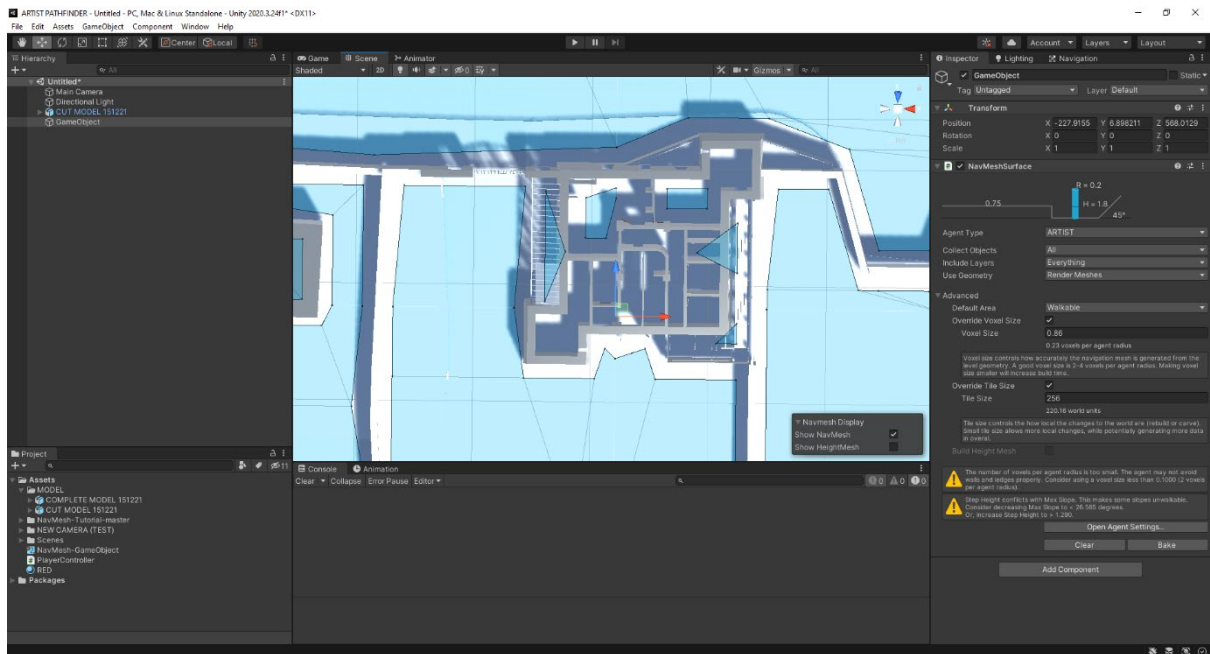 ARTIST PATHFINDER - Untitled - PC, Mac & Linux Standalone - Unity 2020.3.24f1* <DX11>
File Edit Assets GameObject Component Window Help
Center Local
Account Layers Layout
Hierarchy
All
Untitled*
Main Camera
Directional Light
CUT MODEL 151221
GameObject
Game Scene Animator
Shaded 2D 0 Gizmos All
Navmesh Display
Show NavMesh
Show HeightMesh
Project
11
Assets
MODEL
COMPLETE MODEL 151221
CUT MODEL 151221
NavMesh-Tutorial-master
NEW CAMERA (TEST)
Scenes
NavMesh-GameObject
PlayerController
RED
Packages
Console Animation
Clear Collapse Error Pause Editor 0 0 0
Inspector Lighting Navigation
GameObject Static
Tag Untagged Layer Default
Transform
Position X -227.9155 Y 6.898211 Z 568.0129
Rotation X 0 Y 0 Z 0
Scale X 1 Y 1 Z 1
NavMeshSurface
R = 0.2
0.75 H = 1.8
45°
Agent Type ARTIST
Collect Objects All
Include Layers Everything
Use Geometry Render Meshes
Advanced
Default Area Walkable
Override Voxel Size
Voxel Size 0.86
0.23 voxels per agent radius
Voxel size controls how accurately the navigation mesh is generated from the
level geometry. A good voxel size is 2-4 voxels per agent radius. Making voxel
size smaller will increase build time.
Override Tile Size
Tile Size 256
220.16 world units
Tile size controls the how local the changes to the world are (rebuild or carve).
Small tile size allows more local changes, while potentially generating more data
in overal.
Build Height Mesh
The number of voxels per agent radius is too small. The agent may not avoid
walls and ledges properly. Consider using a voxel size less than 0.1000 (2 voxels
per agent radius).
Step Height conflicts with Max Slope. This makes some slopes unwalkable.
Consider decreasing Max Slope to < 26.565 degrees.
Or, increase Step Height to > 1.290.
Open Agent Settings...
Clear Bake
Add Component